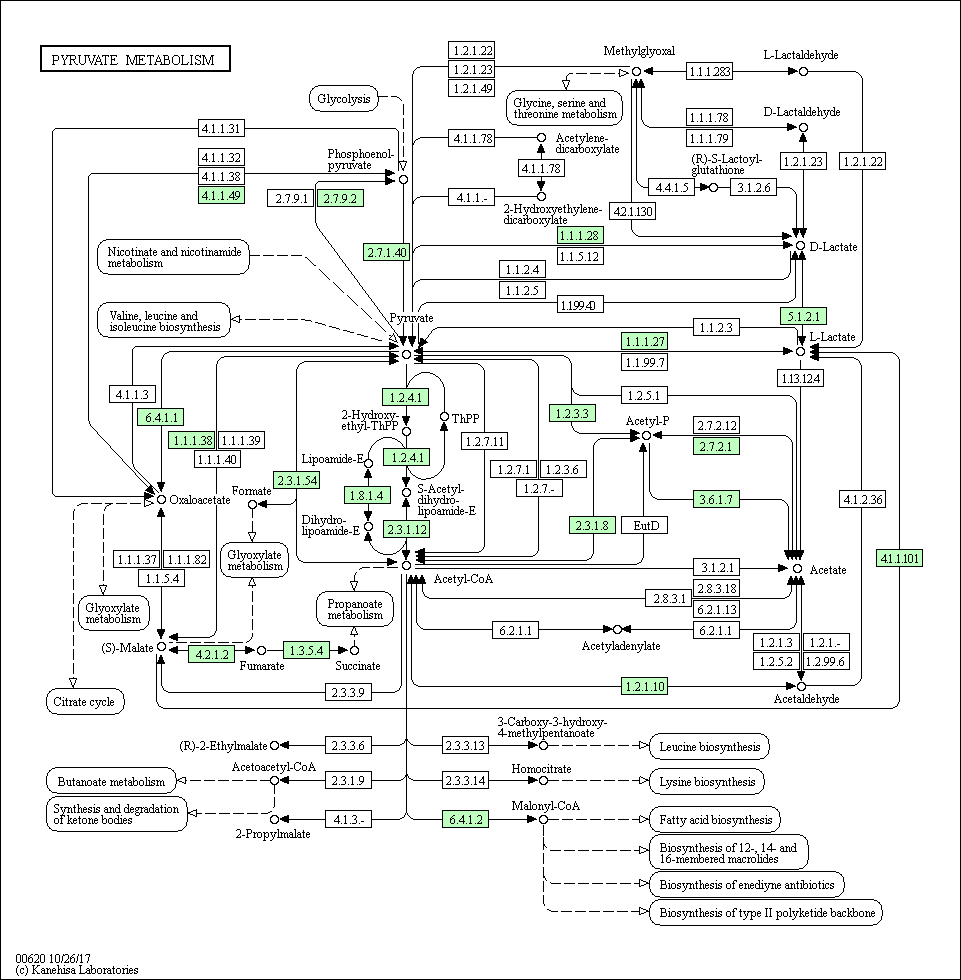 PYRUVATE METABOLISM
1.2.1.22
1.2.1.23
1.2.1.49
Methylglyoxal
1.1.1.283
L-Lactaldehyde
Glycolysis
Glycine, serine and
threonine metabolism
1.1.1.78
1.1.1.79
D-Lactaldehyde
4.1.1.31
4.1.1.32
4.1.1.38
4.1.1.49
Phosphoenol-
pyruvate
4.1.1.78
Acetylene-
dicarboxylate
4.1.1.78
(R)-S-Lactoyl-
glutathione
1.2.1.23
1.2.1.22
2.7.9.1
2.7.9.2
4.1.1.-
2-Hydroxyethylene-
dicarboxylate
4.4.1.5
3.1.2.6
4.2.1.130
2.7.1.40
1.1.1.28
1.1.5.12
D-Lactate
Nicotinate and nicotinamide
metabolism
1.1.2.4
1.1.2.5
1.1.99.40
Valine, leucine and
isoleucine biosynthesis
Pyruvate
5.1.2.1
1.1.2.3
1.1.1.27
1.1.99.7
L-Lactate
1.13.12.4
4.1.1.3
6.4.1.1
1.1.1.38
1.1.1.39
1.1.1.40
1.2.4.1
2-Hydroxy-
ethyl-ThPP
ThPP
1.2.5.1
1.2.3.3
Acetyl-P
2.7.2.12
2.7.2.1
1.2.7.11
Lipoamide-E
1.2.4.1
1.2.7.1
1.2.3.6
1.2.7.-
2.3.1.54
1.8.1.4
S-Acetyl-
dihydro-
lipoamide-E
3.6.1.7
4.1.2.36
Oxaloacetate
Formate
Dihydro-
lipoamide-E
2.3.1.12
2.3.1.8
EutD
1.1.1.37
1.1.1.82
1.1.5.4
Glyoxylate
metabolism
Acetyl-CoA
3.1.2.1
Acetate
4.1.1.101
Glyoxylate
metabolism
Propanoate
metabolism
2.8.3.1
2.8.3.18
6.2.1.13
(S)-Malate
4.2.1.2
Fumarate
1.3.5.4
Succinate
6.2.1.1
Acetyladenylate
6.2.1.1
1.2.1.3
1.2.1.-
1.2.5.2
1.2.99.6
Citrate cycle
2.3.3.9
1.2.1.10
Acetaldehyde
(R)-2-Ethylmalate
2.3.3.6
2.3.3.13
3-Carboxy-3-hydroxy-
4-methylpentanoate
Leucine biosynthesis
Butanoate metabolism
Acetoacetyl-CoA
2.3.1.9
2.3.3.14
Homocitrate
Lysine biosynthesis
Synthesis and degradation
of ketone bodies
2-Propylmalate
4.1.3.-
6.4.1.2
Malonyl-CoA
Fatty acid biosynthesis
Biosynthesis of 12-, 14- and
16-membered macrolides
Biosynthesis of enediyne antibiotics
Biosynthesis of type II polyketide backbone
00620 10/26/17
(c) Kanehisa Laboratories